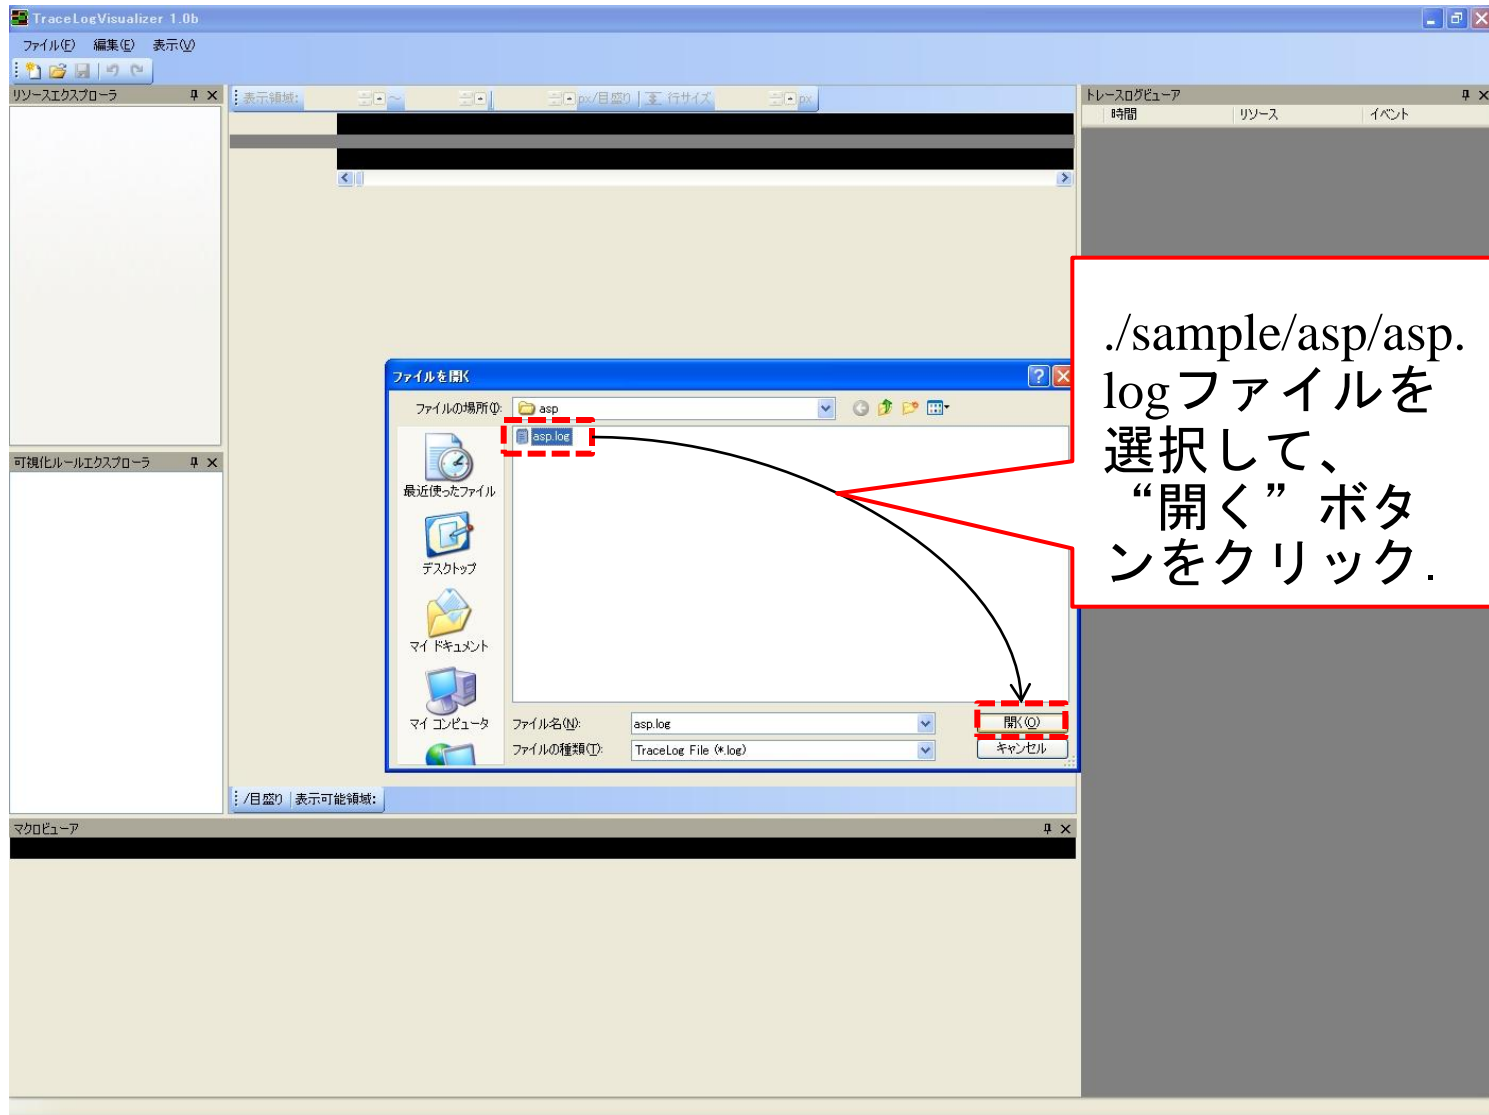 TraceLogVisualizer 1.0b
ファイル(F) 編集(E) 表示(V)
リソースエクスプローラ
表示領域: ～ px/目盛り 行サイズ px
トレースログビューア
時間 リソース イベント
./sample/asp/asp.
logファイルを
選択して、
“開く”ボタ
ンをクリック.
ファイルを開く
ファイルの場所(I): asp
asp.log
最近使ったファイル
デスクトップ
マイ ドキュメント
マイ コンピュータ
ファイル名(N): asp.log 開く(O)
ファイルの種類(T): TraceLog File (*.log) キャンセル
可視化ルールエクスプローラ
/目盛り 表示可能領域:
マクロビューア